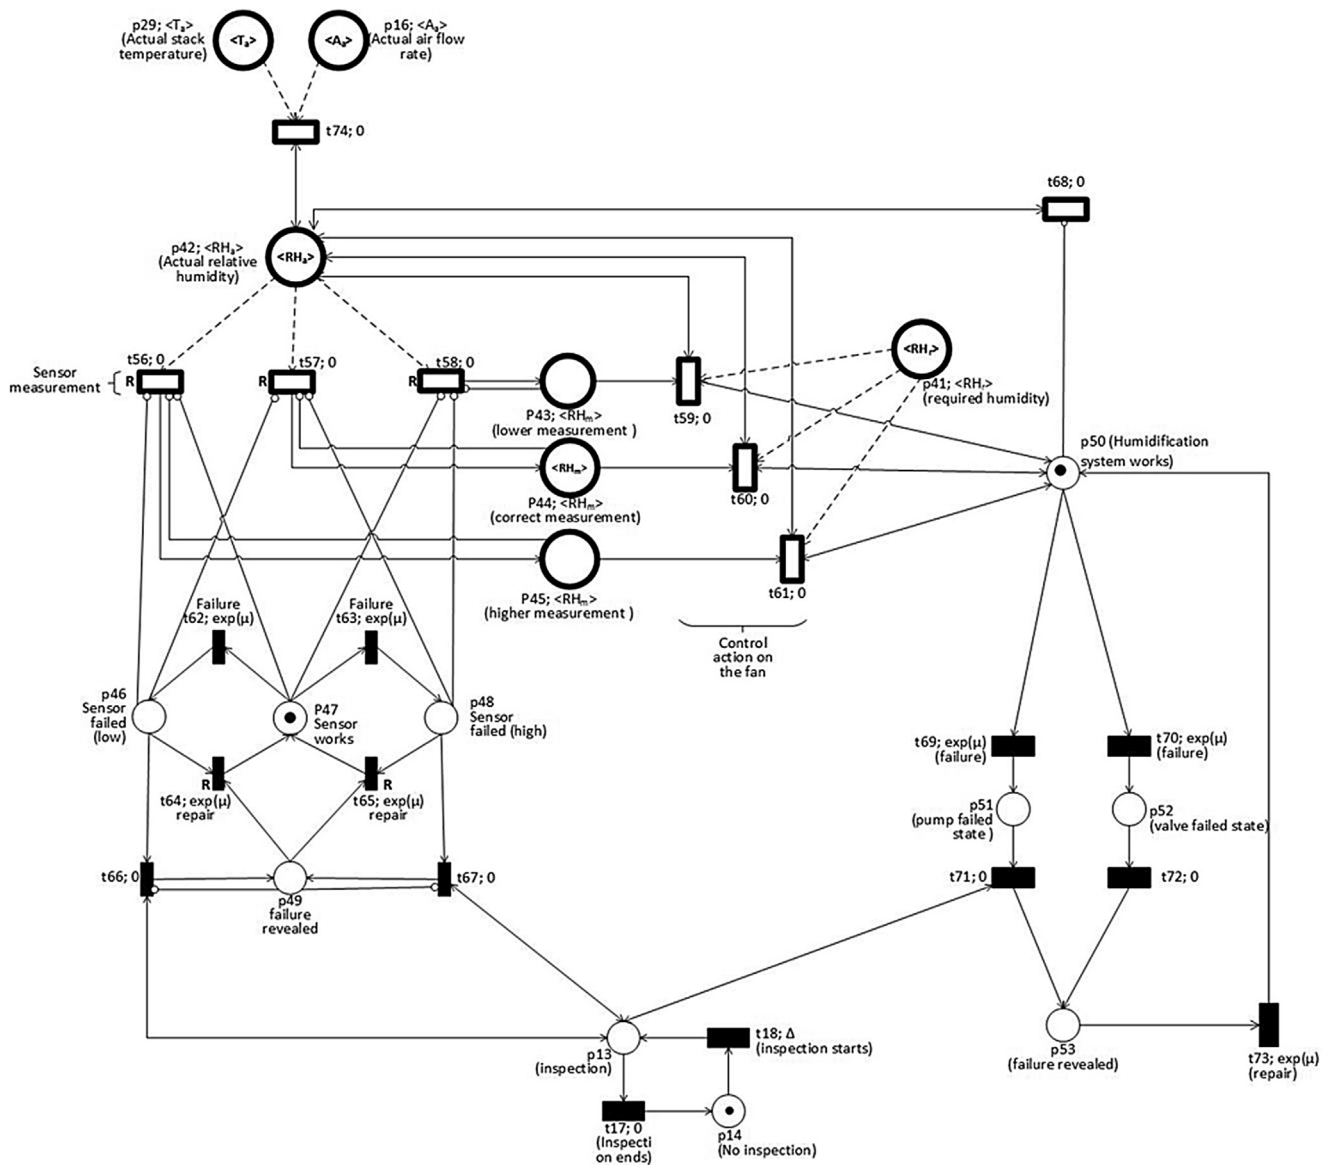 p29; <Tₐ>
(Actual stack
temperature)
<Tₐ>
<Aₐ>
p16; <Aₐ>
(Actual air flow
rate)
t74; 0
t68; 0
p42; <RHₐ>
(Actual relative
humidity)
<RHₐ>
<RHᵣ>
p41; <RHᵣ>
(required humidity)
Sensor
measurement
t56; 0
R
t57; 0
R
t58; 0
R
P43; <RHₘ>
(lower measurement )
t59; 0
<RHₘ>
P44; <RHₘ>
(correct measurement)
t60; 0
p50 (Humidification
system works)
P45; <RHₘ>
(higher measurement )
t61; 0
Control
action on
the fan
Failure
t62; exp(μ)
Failure
t63; exp(μ)
p46
Sensor
failed
(low)
P47
Sensor
works
p48
Sensor
failed (high)
R
t64; exp(μ)
repair
R
t65; exp(μ)
repair
t69; exp(μ)
(failure)
t70; exp(μ)
(failure)
p51
(pump failed
state )
p52
(valve failed state)
t66; 0
t67; 0
p49
failure
revealed
t71; 0
t72; 0
p13
(inspection)
t18; Δ
(inspection starts)
t17; 0
(Inspecti
on ends)
p14
(No inspection)
p53
(failure revealed)
t73; exp(μ)
(repair)